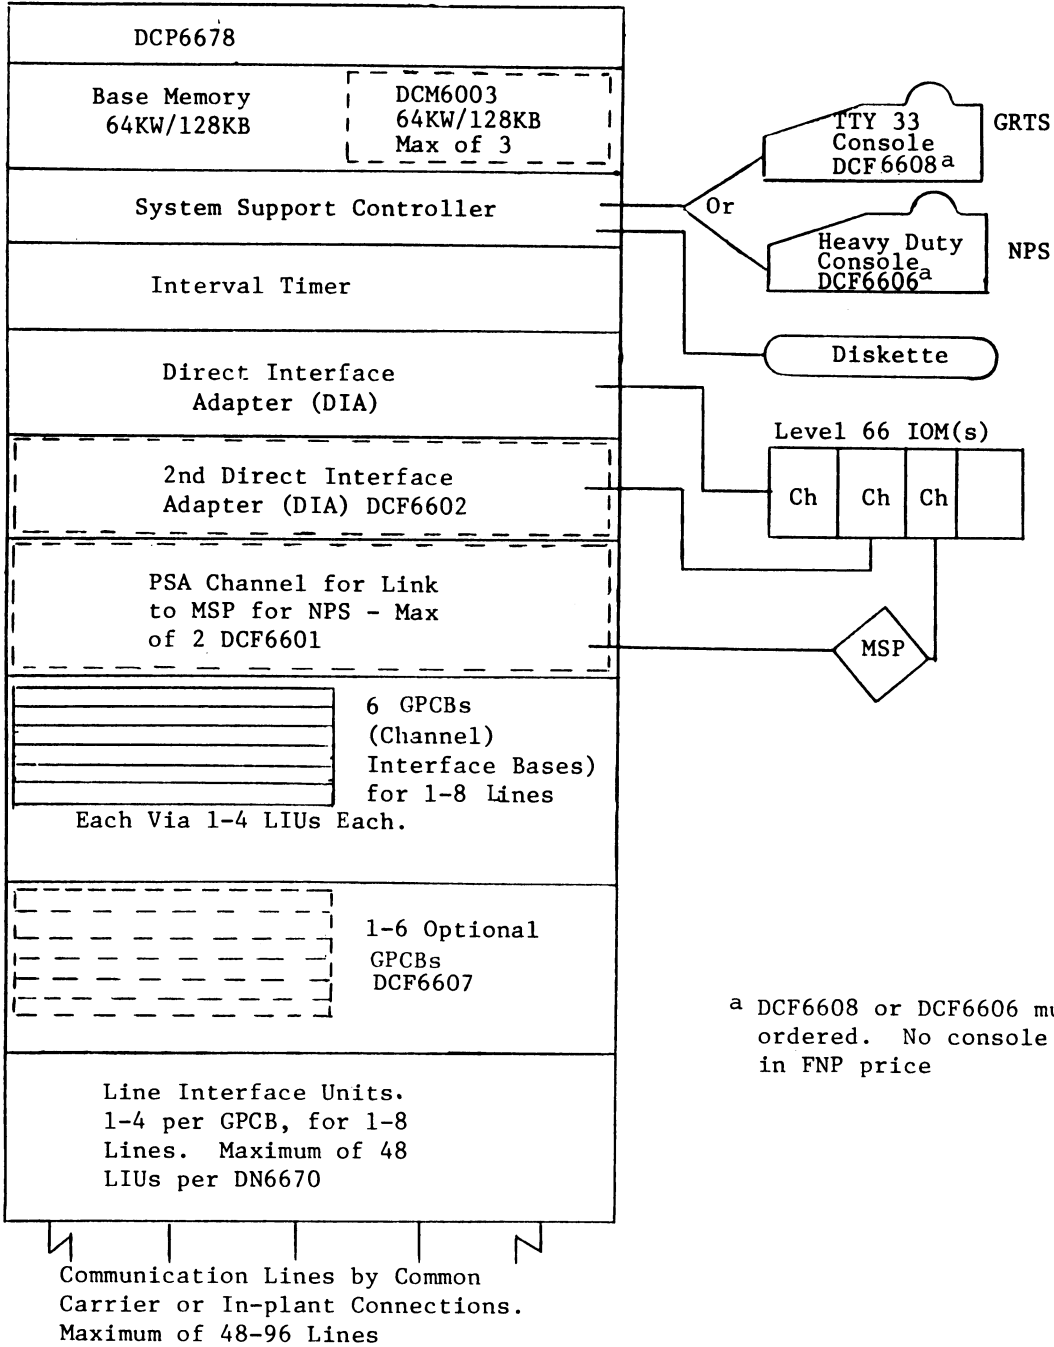 DCP6678
Base Memory
64KW/128KB
DCM6003
64KW/128KB
Max of 3
TTY 33
Console
DCF6608a
GRTS
System Support Controller
Or
Heavy Duty
Console
DCF6606a
NPS
Interval Timer
Diskette
Direct Interface
Adapter (DIA)
Level 66 IOM(s)
Ch
Ch
Ch
2nd Direct Interface
Adapter (DIA) DCF6602
PSA Channel for Link
to MSP for NPS - Max
of 2 DCF6601
MSP
6 GPCBs
(Channel)
Interface Bases)
for 1-8 Lines
Each Via 1-4 LIUs Each.
1-6 Optional
GPCBs
DCF6607
a DCF6608 or DCF6606
ordered. No console
in FNP price
Line Interface Units.
1-4 per GPCB, for 1-8
Lines. Maximum of 48
LIUs per DN6670
Communication Lines by Common
Carrier or In-plant Connections.
Maximum of 48-96 Lines